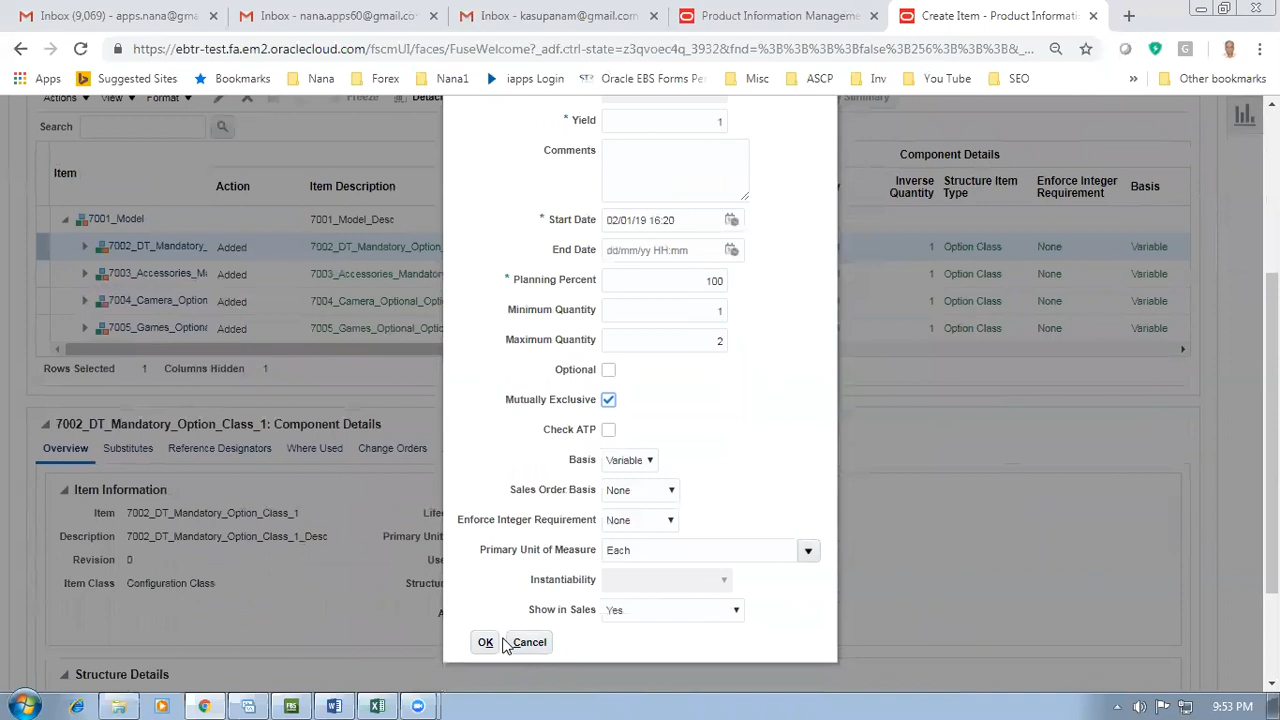 Inbox (9,069) - apps.nana@gma
Inbox - nana.apps60@gmail.co
Inbox - kasupanam@gmail.com
Product Information Manageme
Create Item - Product Informati
https://ebtr-test.fa.em2.oraclecloud.com/fscmUI/faces/FuseWelcome?_adf.ctrl-state=z3qvoec4q_3932&fnd=%3B%3B%3B%3Bfalse%3B256%3B%3B%3B&_...
Apps
Suggested Sites
Bookmarks
Nana
Forex
Nana1
iapps Login
Oracle EBS Forms Pe
Misc
ASCP
Inv
You Tube
SEO
Other bookmarks
Actions View Format Freeze Detach Summary
Search
Item
Action
Item Description
Component Details
Inverse Quantity
Structure Item Type
Enforce Integer Requirement
Basis
7001_Model 7001_Model_Desc
7002_DT_Mandatory_ Added 7002_DT_Mandatory_Option_ 1 Option Class None Variable
7003_Accessories_M Added 7003_Accessories_Mandator 1 Option Class None Variable
7004_Camera_Optio Added 7004_Camera_Optional_Opt 1 Option Class None Variable
7005_Games_Optiona Added 7005_Games_Optional_Opti 1 Option Class None Variable
Rows Selected 1 Columns Hidden 1
7002_DT_Mandatory_Option_Class_1: Component Details
Overview Substitutes Reference Designators Where Used Change Orders
Item Information
Item 7002_DT_Mandatory_Option_Class_1
Description 7002_DT_Mandatory_Option_Class_1_Desc
Revision 0
Item Class Configuration Class
Structure Details
* Yield 1
Comments
* Start Date 02/01/19 16:20
End Date dd/mm/yy HH:mm
* Planning Percent 100
Minimum Quantity 1
Maximum Quantity 2
Optional
Mutually Exclusive
Check ATP
Basis Variable
Sales Order Basis None
Enforce Integer Requirement None
Primary Unit of Measure Each
Instantiability
Show in Sales Yes
OK Cancel
9:53 PM